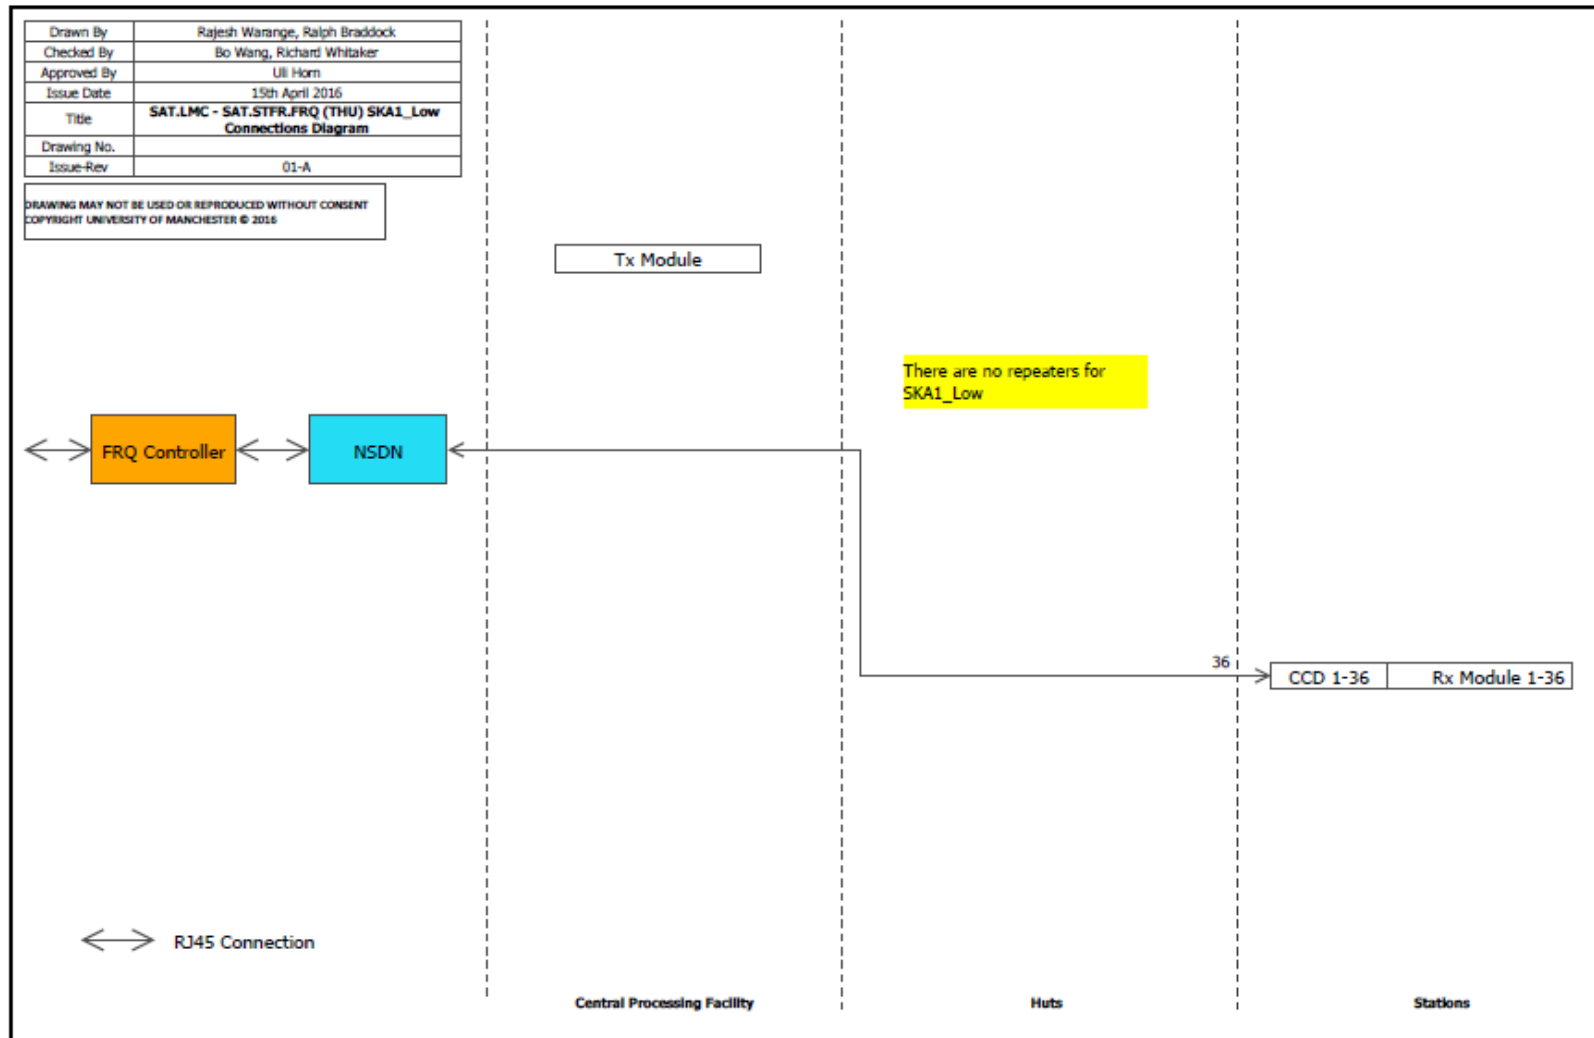 Drawn By Rajesh Warange, Ralph Braddock
Checked By Bo Wang, Richard Whitaker
Approved By Uli Horn
Issue Date 15th April 2016
Title SAT.LMC - SAT.STFR.FRQ (THU) SKA1_Low
Connections Diagram
Drawing No.
Issue-Rev 01-A
DRAWING MAY NOT BE USED OR REPRODUCED WITHOUT CONSENT
COPYRIGHT UNIVERSITY OF MANCHESTER © 2016
Tx Module
There are no repeaters for
SKA1_Low
FRQ Controller
NSDN
36
CCD 1-36
Rx Module 1-36
RJ45 Connection
Central Processing Facility
Huts
Stations